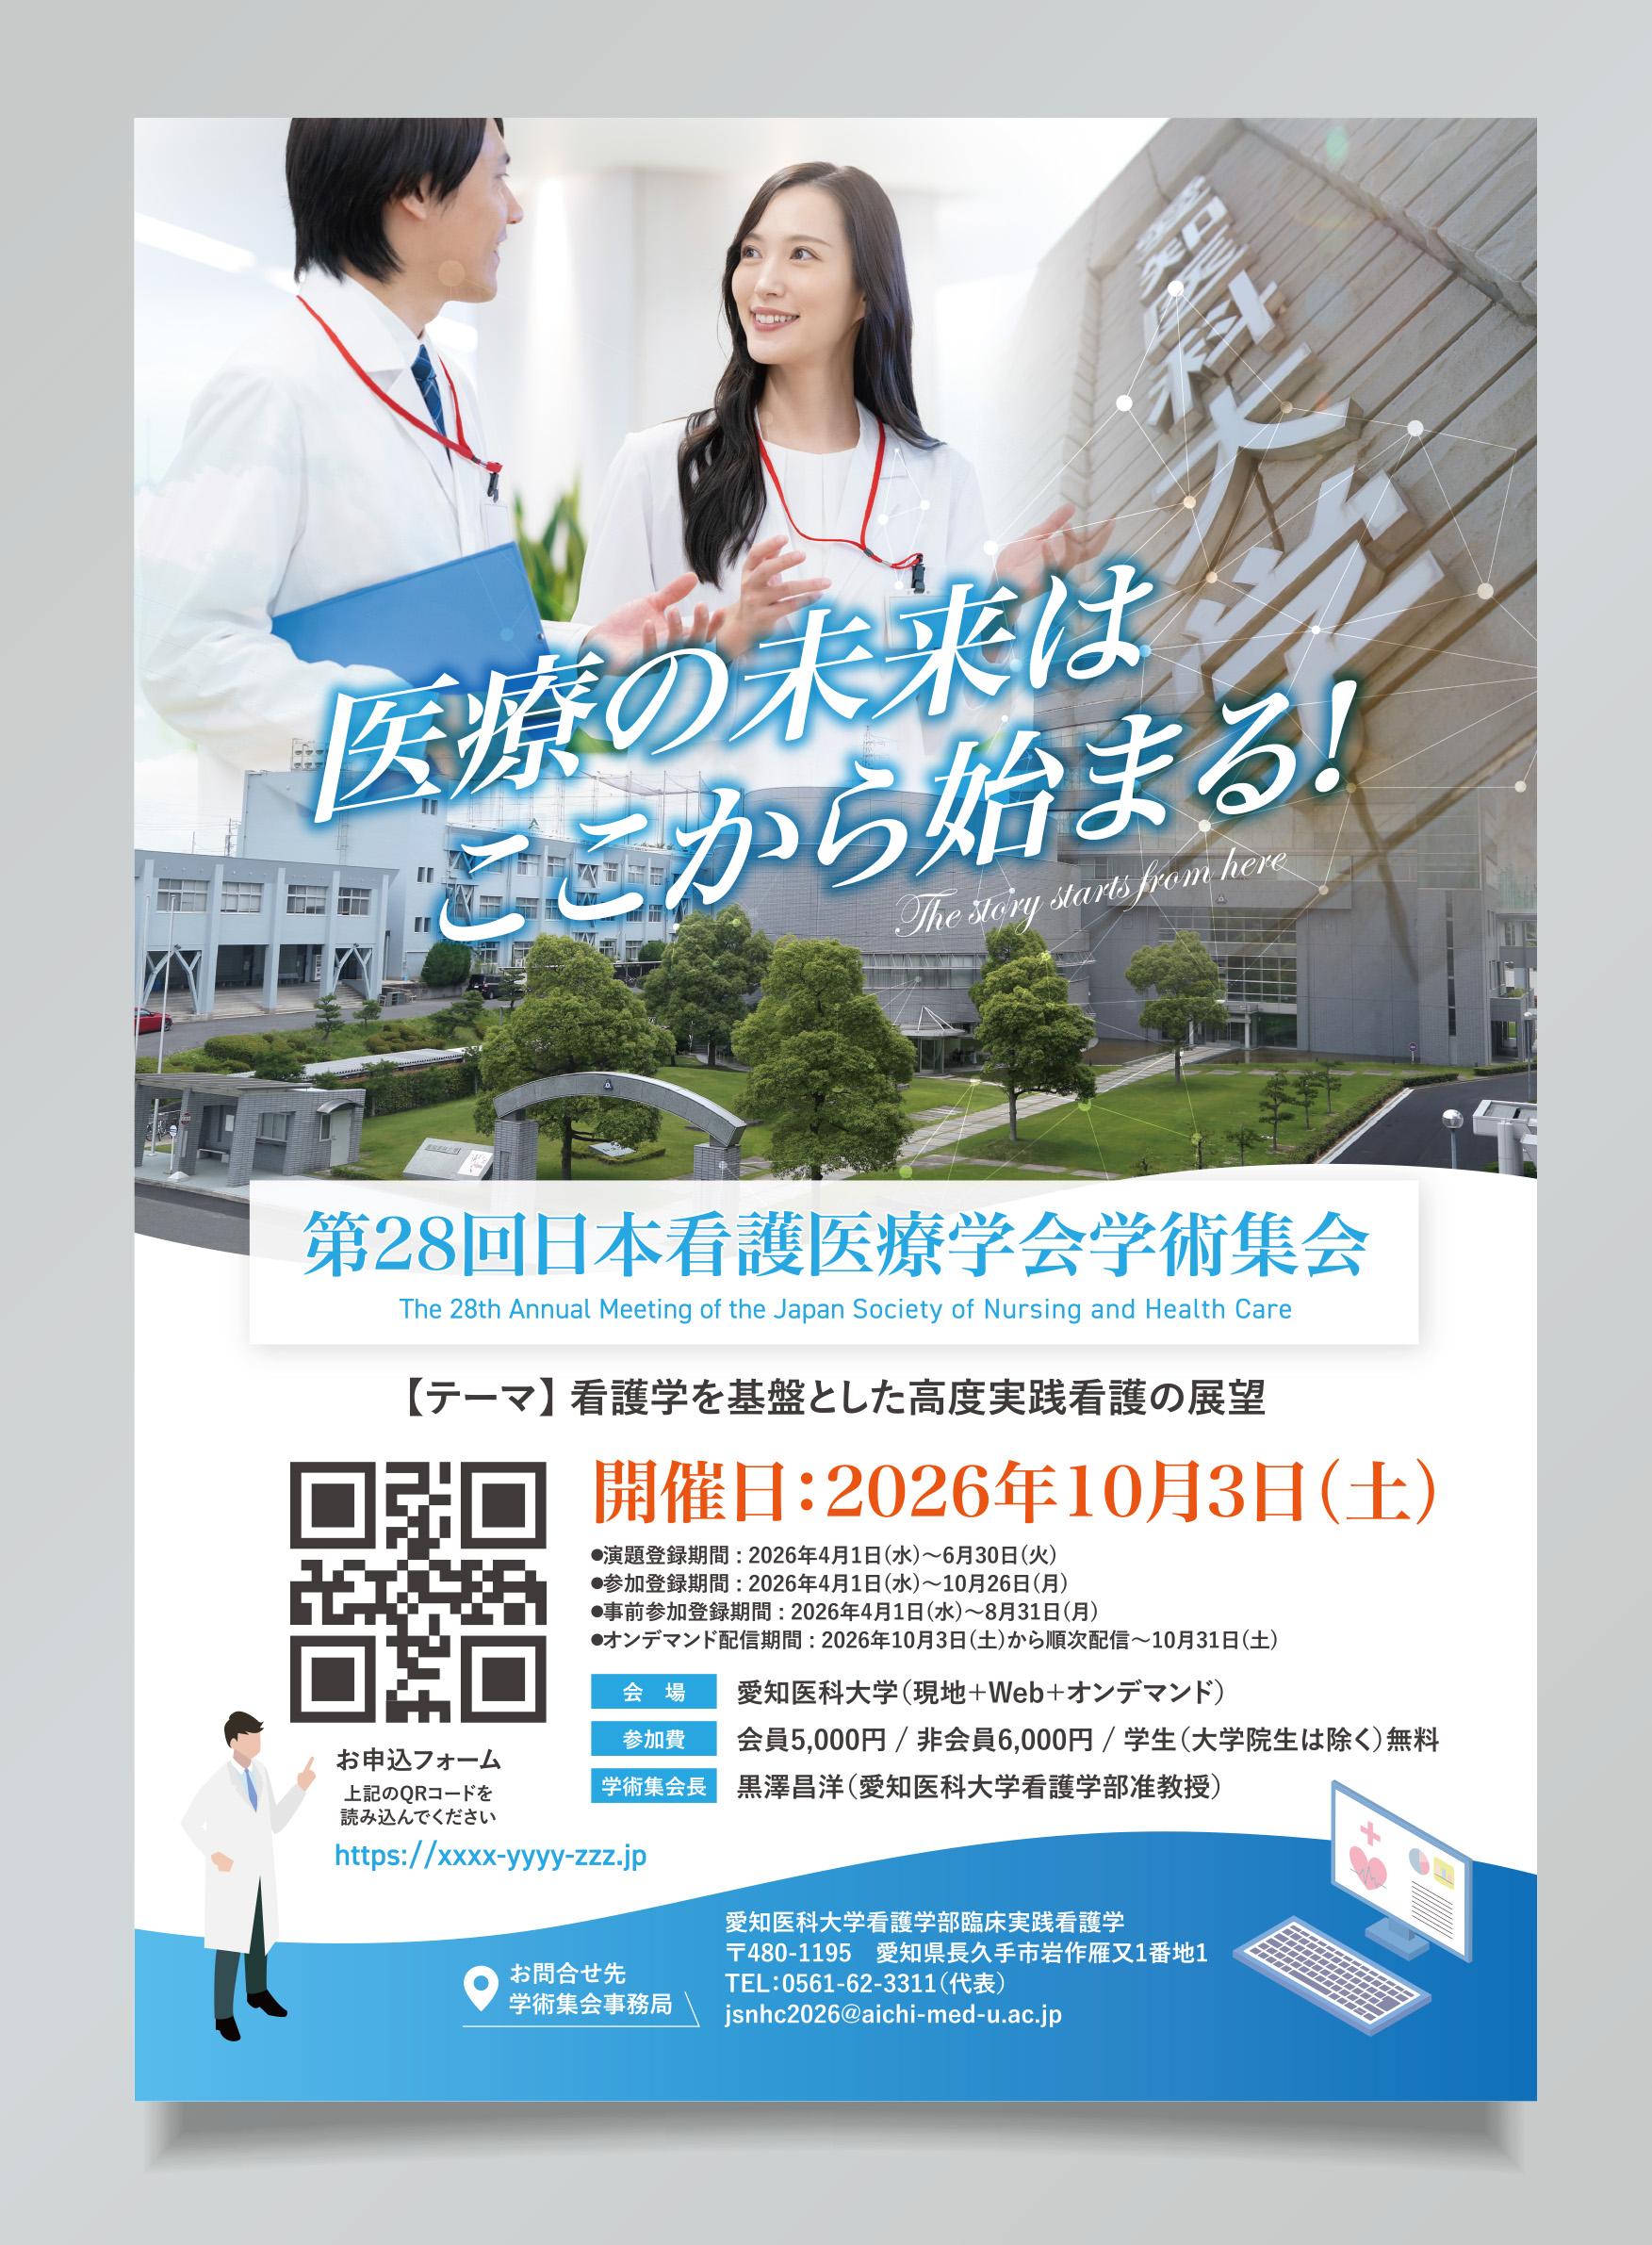 愛知医科大学
医療の未来は
ここから始まる!
The story starts from here
第28回日本看護医療学会学術集会
The 28th Annual Meeting of the Japan Society of Nursing and Health Care
【テーマ】看護学を基盤とした高度実践看護の展望
開催日:2026年10月3日(土)
●演題登録期間:2026年4月1日(水)〜6月30日(火)
●参加登録期間:2026年4月1日(水)〜10月26日(月)
●事前参加登録期間:2026年4月1日(水)〜8月31日(月)
●オンデマンド配信期間:2026年10月3日(土)から順次配信〜10月31日(土)
会 場 愛知医科大学(現地+Web+オンデマンド)
参加費 会員5,000円 / 非会員6,000円 / 学生(大学院生は除く)無料
学術集会長 黒澤昌洋(愛知医科大学看護学部准教授)
お申込フォーム
上記のQRコードを
読み込んでください
https://xxxx-yyyy-zzz.jp
お問合せ先
学術集会事務局
愛知医科大学看護学部臨床実践看護学
〒480-1195 愛知県長久手市岩作雁又1番地1
TEL:0561-62-3311(代表)
jsnhc2026@aichi-med-u.ac.jp